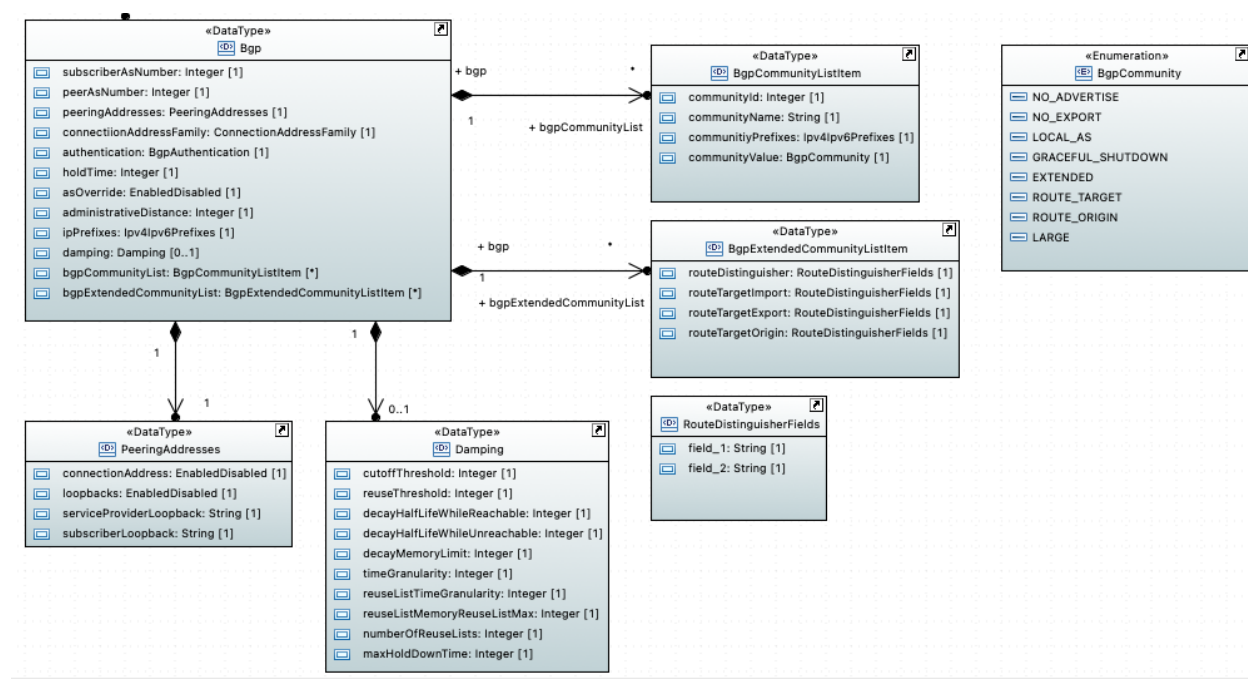 «DataType»
Bgp
subscriberAsNumber: Integer [1]
peerAsNumber: Integer [1]
peeringAddresses: PeeringAddresses [1]
connectiionAddressFamily: ConnectionAddressFamily [1]
authentication: BgpAuthentication [1]
holdTime: Integer [1]
asOverride: EnabledDisabled [1]
administrativeDistance: Integer [1]
ipPrefixes: Ipv4Ipv6Prefixes [1]
damping: Damping [0..1]
bgpCommunityList: BgpCommunityListItem [*]
bgpExtendedCommunityList: BgpExtendedCommunityListItem [*]
+ bgp
*
1
+ bgpCommunityList
«DataType»
BgpCommunityListItem
communityId: Integer [1]
communityName: String [1]
communitiyPrefixes: Ipv4Ipv6Prefixes [1]
communityValue: BgpCommunity [1]
«Enumeration»
BgpCommunity
NO_ADVERTISE
NO_EXPORT
LOCAL_AS
GRACEFUL_SHUTDOWN
EXTENDED
ROUTE_TARGET
ROUTE_ORIGIN
LARGE
+ bgp
*
1
+ bgpExtendedCommunityList
«DataType»
BgpExtendedCommunityListItem
routeDistinguisher: RouteDistinguisherFields [1]
routeTargetImport: RouteDistinguisherFields [1]
routeTargetExport: RouteDistinguisherFields [1]
routeTargetOrigin: RouteDistinguisherFields [1]
1
1
1
0..1
«DataType»
PeeringAddresses
connectionAddress: EnabledDisabled [1]
loopbacks: EnabledDisabled [1]
serviceProviderLoopback: String [1]
subscriberLoopback: String [1]
«DataType»
Damping
cutoffThreshold: Integer [1]
reuseThreshold: Integer [1]
decayHalfLifeWhileReachable: Integer [1]
decayHalfLifeWhileUnreachable: Integer [1]
decayMemoryLimit: Integer [1]
timeGranularity: Integer [1]
reuseListTimeGranularity: Integer [1]
reuseListMemoryReuseListMax: Integer [1]
numberOfReuseLists: Integer [1]
maxHoldDownTime: Integer [1]
«DataType»
RouteDistinguisherFields
field_1: String [1]
field_2: String [1]